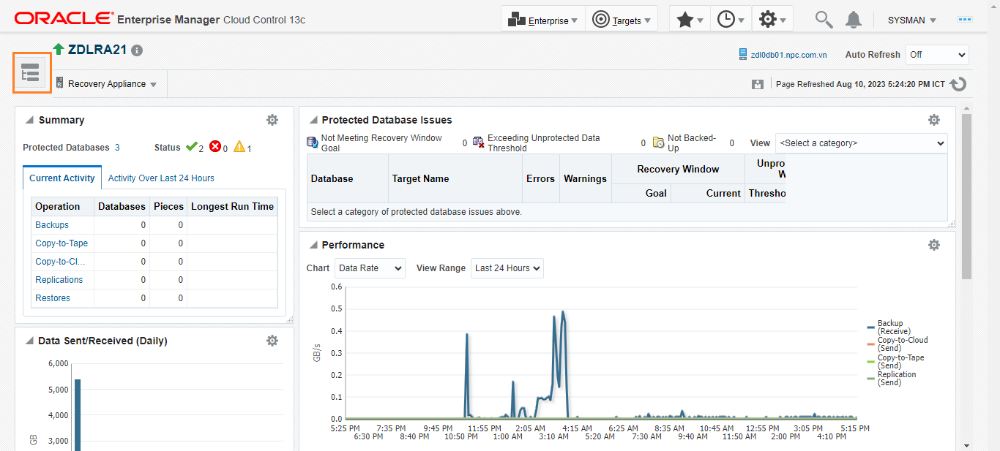 ORACLE Enterprise Manager Cloud Control 13c
Enterprise
Targets
SYSMAN
ZDLRA21
zdl0db01.npc.com.vn
Auto Refresh
Off
Recovery Appliance
Page Refreshed Aug 10, 2023 5:24:20 PM ICT
Summary
Protected Databases 3
Status 2 0 1
Current Activity
Activity Over Last 24 Hours
Operation Databases Pieces Longest Run Time
Backups 0 0
Copy-to-Tape 0 0
Copy-to-Cl... 0 0
Replications 0 0
Restores 0 0
Data Sent/Received (Daily)
6,000
5,000
4,000
3,000
GB
Protected Database Issues
Not Meeting Recovery Window
Goal
0
Exceeding Unprotected Data
Threshold
0
Not Backed-
Up
0
View
<Select a category>
Database Target Name Errors Warnings
Recovery Window
Goal Current
Unpro
W
Thresho
Select a category of protected database issues above.
Performance
Chart Data Rate View Range Last 24 Hours
0.6
0.5
0.4
0.3
0.2
0.1
0.0
GB/s
5:25 PM 7:35 PM 9:45 PM 11:55 PM 2:05 AM 4:15 AM 6:25 AM 8:35 AM 10:45 AM 12:55 PM 3:05 PM 5:15 PM
6:30 PM 8:40 PM 10:50 PM 1:00 AM 3:10 AM 5:20 AM 7:30 AM 9:40 AM 11:50 AM 2:00 PM 4:10 PM
Backup
(Receive)
Copy-to-Cloud
(Send)
Copy-to-Tape
(Send)
Replication
(Send)